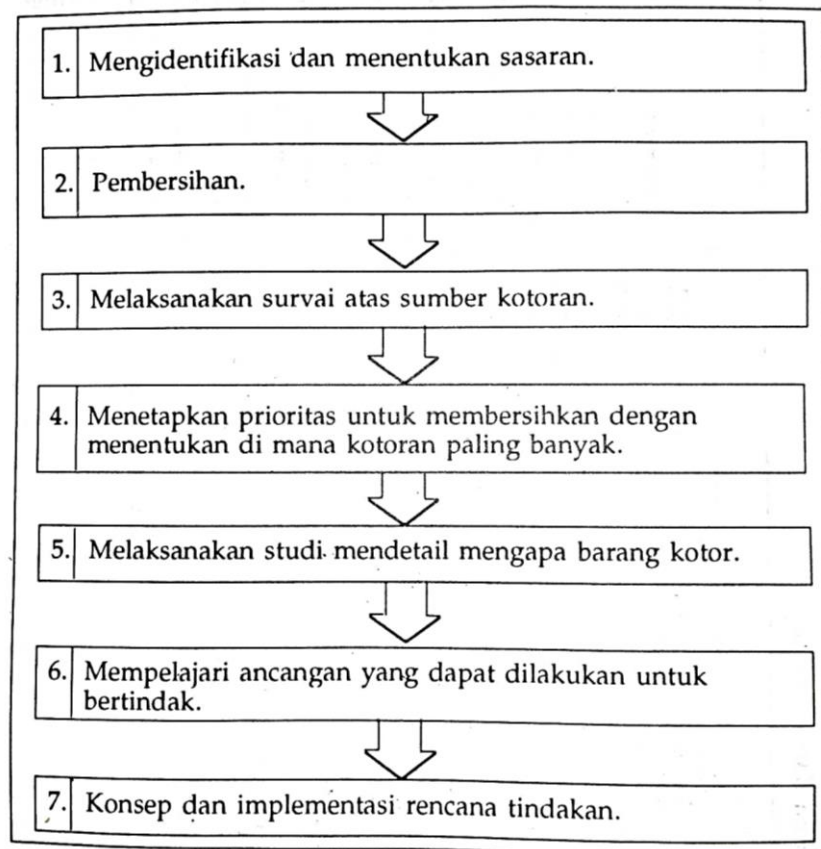 1. Mengidentifikasi dan menentukan sasaran.
2. Pembersihan.
3. Melaksanakan survai atas sumber kotoran.
4. Menetapkan prioritas untuk membersihkan dengan
menentukan di mana kotoran paling banyak.
5. Melaksanakan studi mendetail mengapa barang kotor.
6. Mempelajari ancangan yang dapat dilakukan untuk
bertindak.
7. Konsep dan implementasi rencana tindakan.